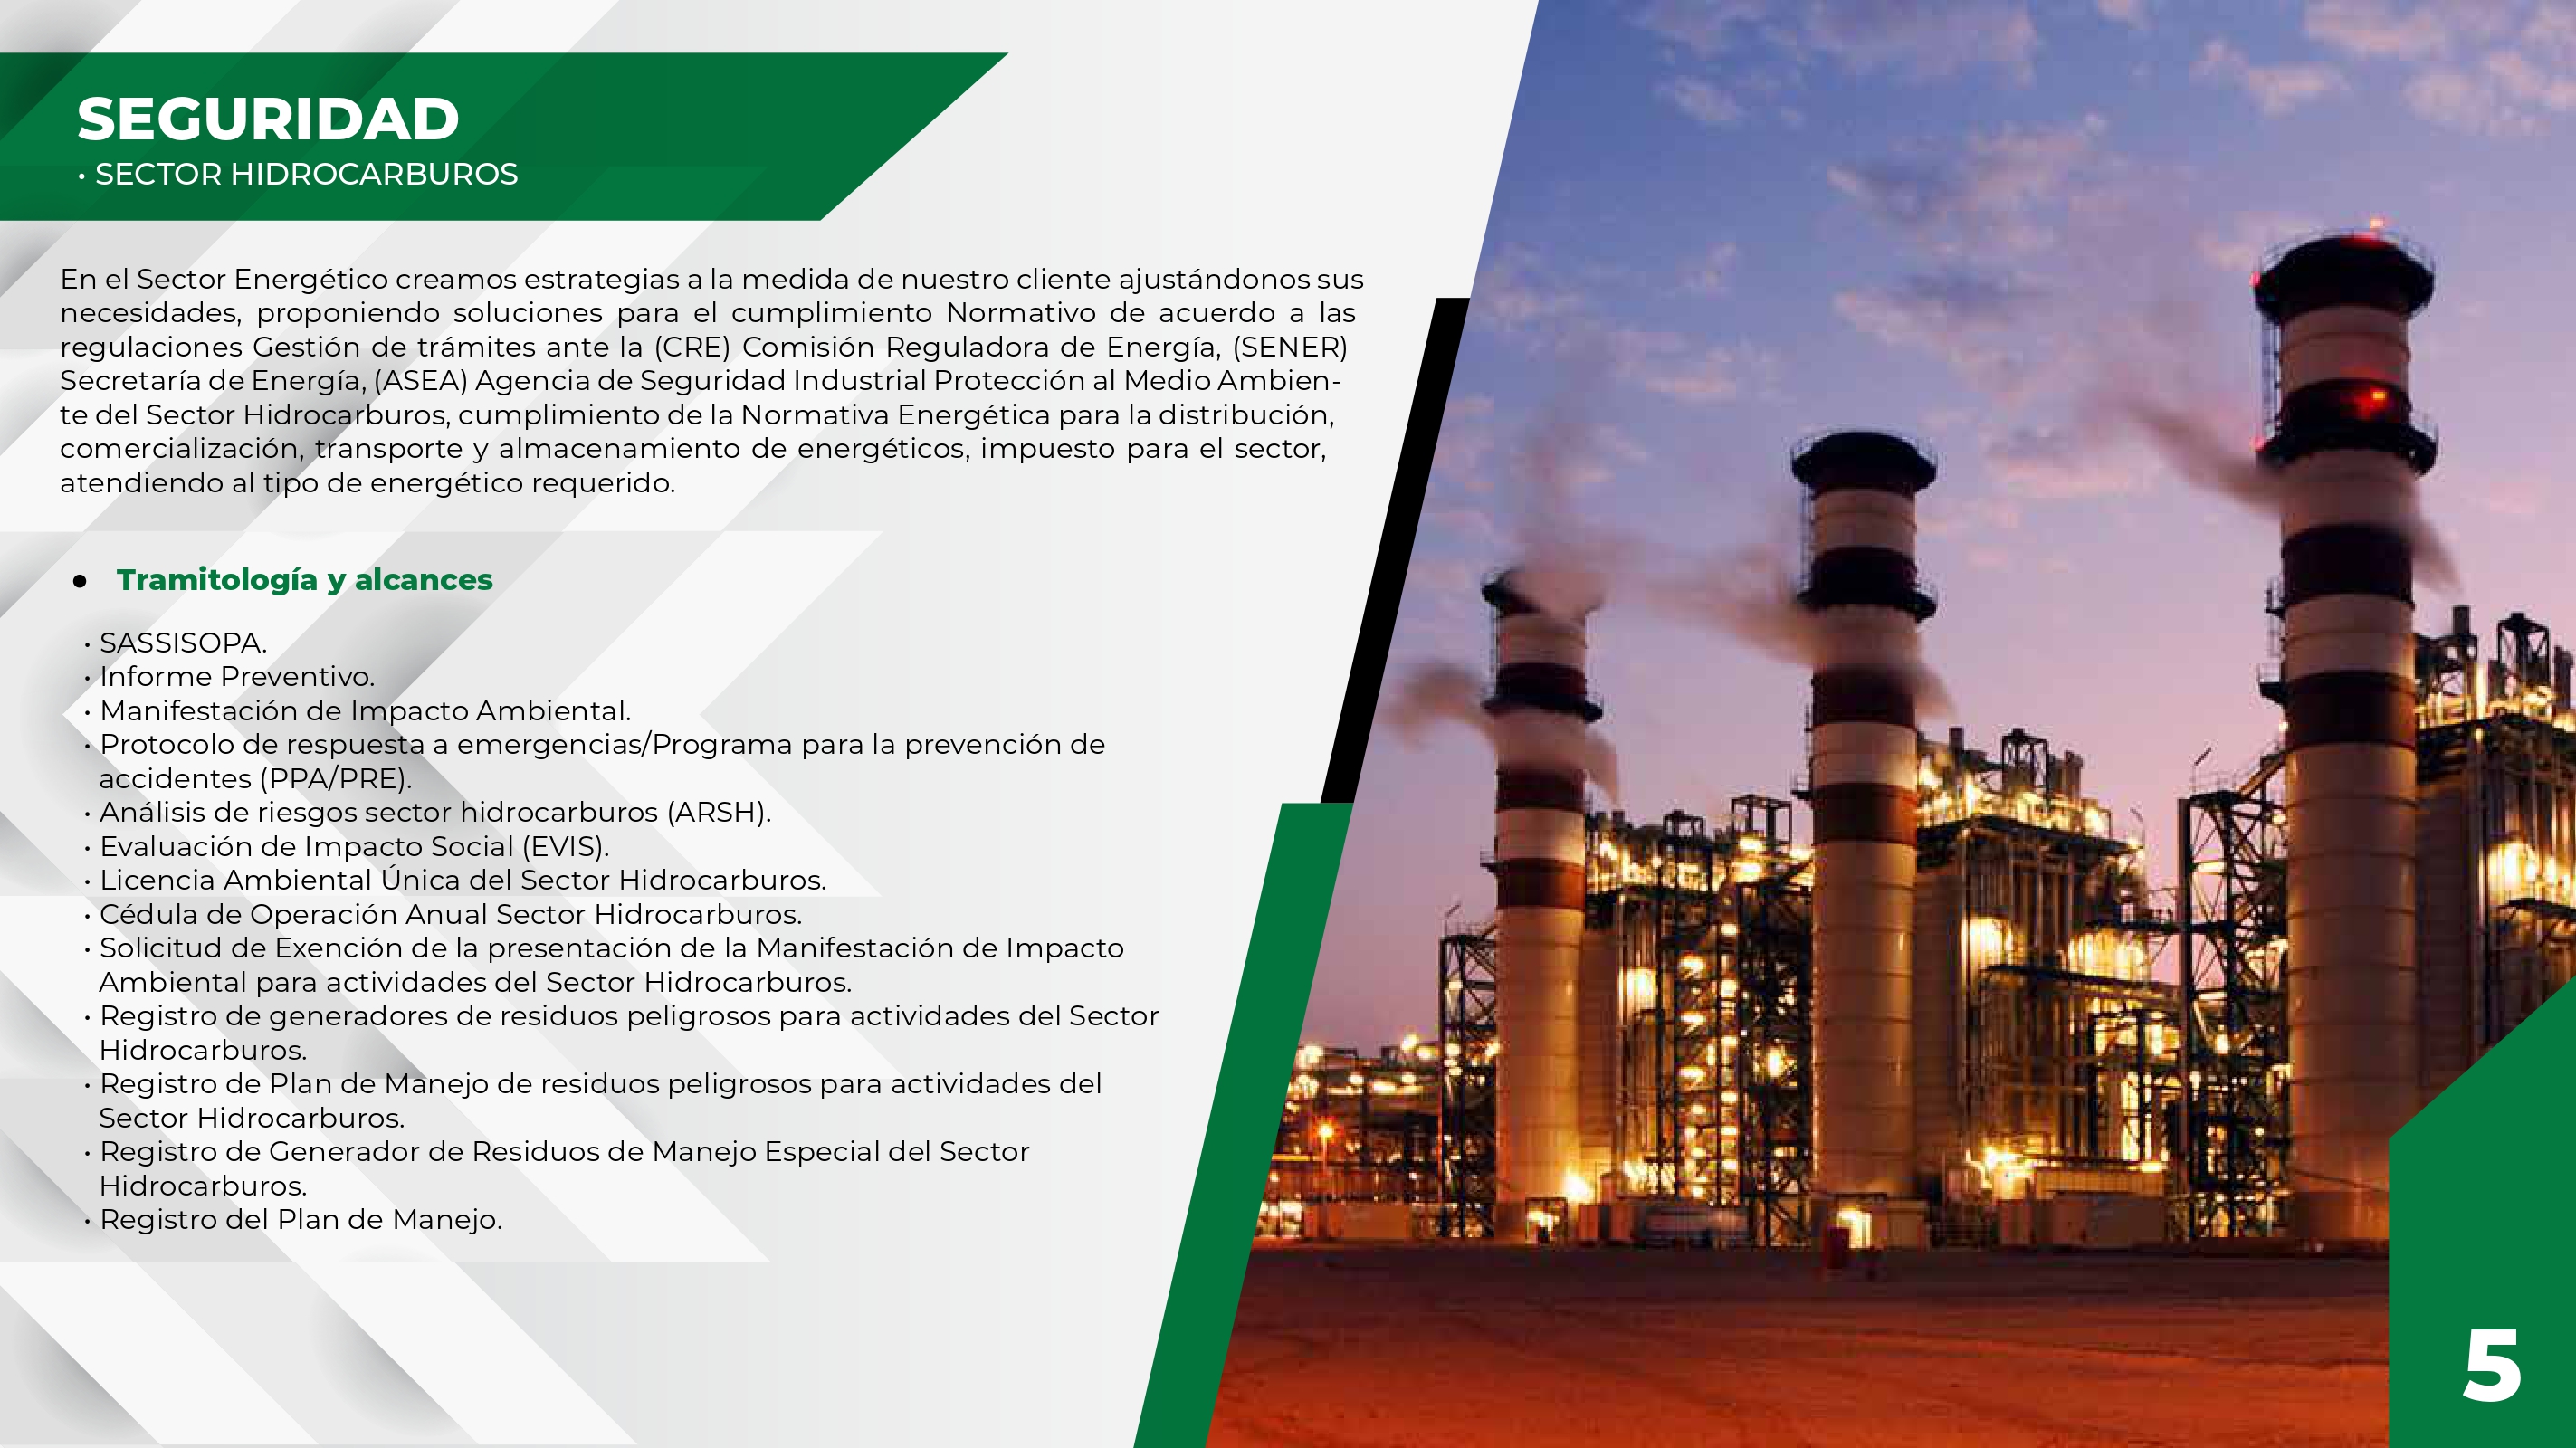 SEGURIDAD
• SECTOR HIDROCARBUROS
En el Sector Energético creamos estrategias a la medida de nuestro cliente ajustándonos sus
necesidades, proponiendo soluciones para el cumplimiento Normativo de acuerdo a las
regulaciones Gestión de trámites ante la (CRE) Comisión Reguladora de Energía, (SENER)
Secretaría de Energía, (ASEA) Agencia de Seguridad Industrial Protección al Medio Ambien-
te del Sector Hidrocarburos, cumplimiento de la Normativa Energética para la distribución,
comercialización, transporte y almacenamiento de energéticos, impuesto para el sector,
atendiendo al tipo de energético requerido.
● Tramitología y alcances
• SASSISOPA.
• Informe Preventivo.
• Manifestación de Impacto Ambiental.
• Protocolo de respuesta a emergencias/Programa para la prevención de
accidentes (PPA/PRE).
• Análisis de riesgos sector hidrocarburos (ARSH).
• Evaluación de Impacto Social (EVIS).
• Licencia Ambiental Única del Sector Hidrocarburos.
• Cédula de Operación Anual Sector Hidrocarburos.
• Solicitud de Exención de la presentación de la Manifestación de Impacto
Ambiental para actividades del Sector Hidrocarburos.
• Registro de generadores de residuos peligrosos para actividades del Sector
Hidrocarburos.
• Registro de Plan de Manejo de residuos peligrosos para actividades del
Sector Hidrocarburos.
• Registro de Generador de Residuos de Manejo Especial del Sector
Hidrocarburos.
• Registro del Plan de Manejo.
5